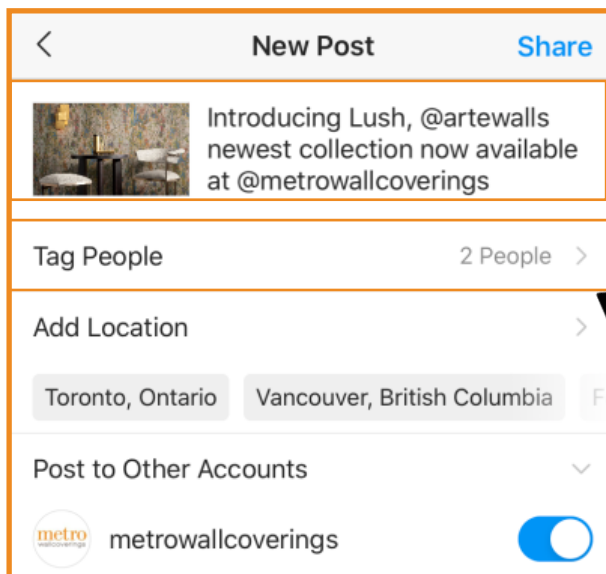 New Post Share
Introducing Lush, @artewalls
newest collection now available
at @metrowallcoverings
Tag People 2 People
Add Location
Toronto, Ontario Vancouver, British Columbia F
Post to Other Accounts
metro
wallcoverings
metrowallcoverings